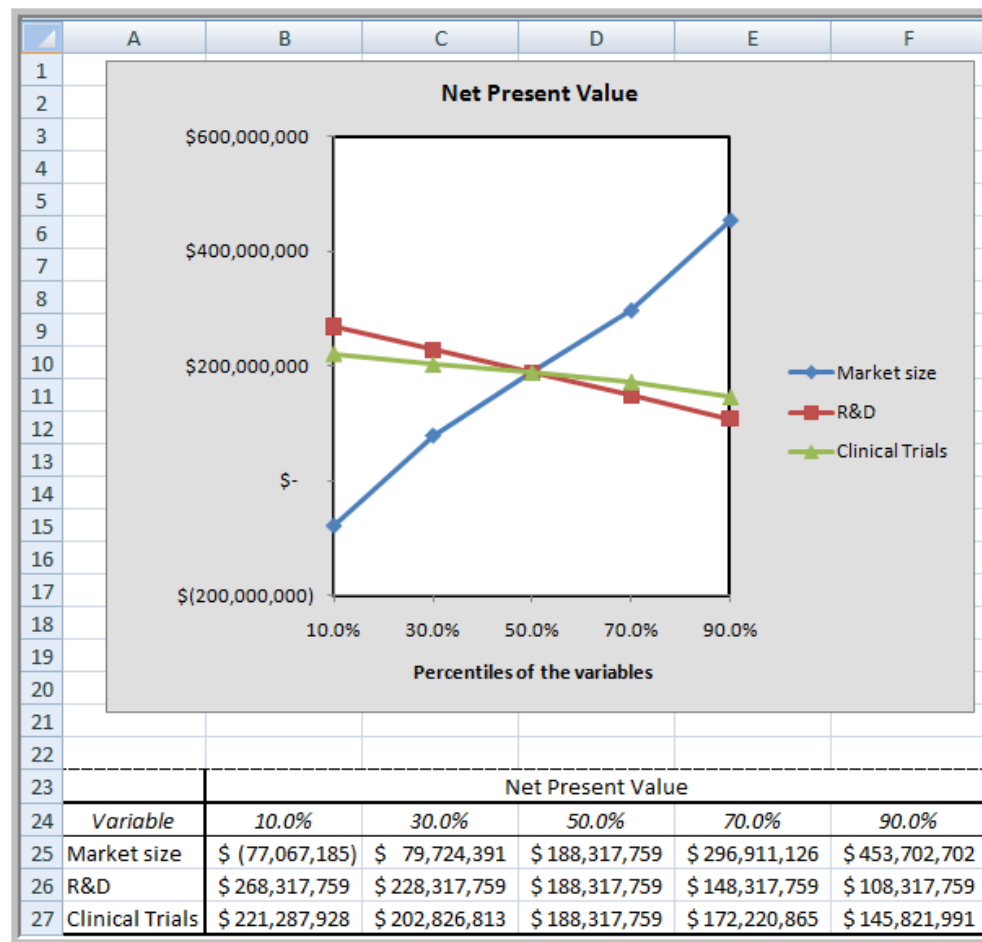 A B C D E F
1
2
3
4
5
6
7
8
9
10
11
12
13
14
15
16
17
18
19
20
21
22
Net Present Value
$600,000,000
$400,000,000
$200,000,000
$-
$(200,000,000)
10.0% 30.0% 50.0% 70.0% 90.0%
Percentiles of the variables
Market size
R&D
Clinical Trials
23 Net Present Value
24 Variable 10.0% 30.0% 50.0% 70.0% 90.0%
25 Market size $ (77,067,185) $ 79,724,391 $ 188,317,759 $ 296,911,126 $ 453,702,702
26 R&D $ 268,317,759 $ 228,317,759 $ 188,317,759 $ 148,317,759 $ 108,317,759
27 Clinical Trials $ 221,287,928 $ 202,826,813 $ 188,317,759 $ 172,220,865 $ 145,821,991